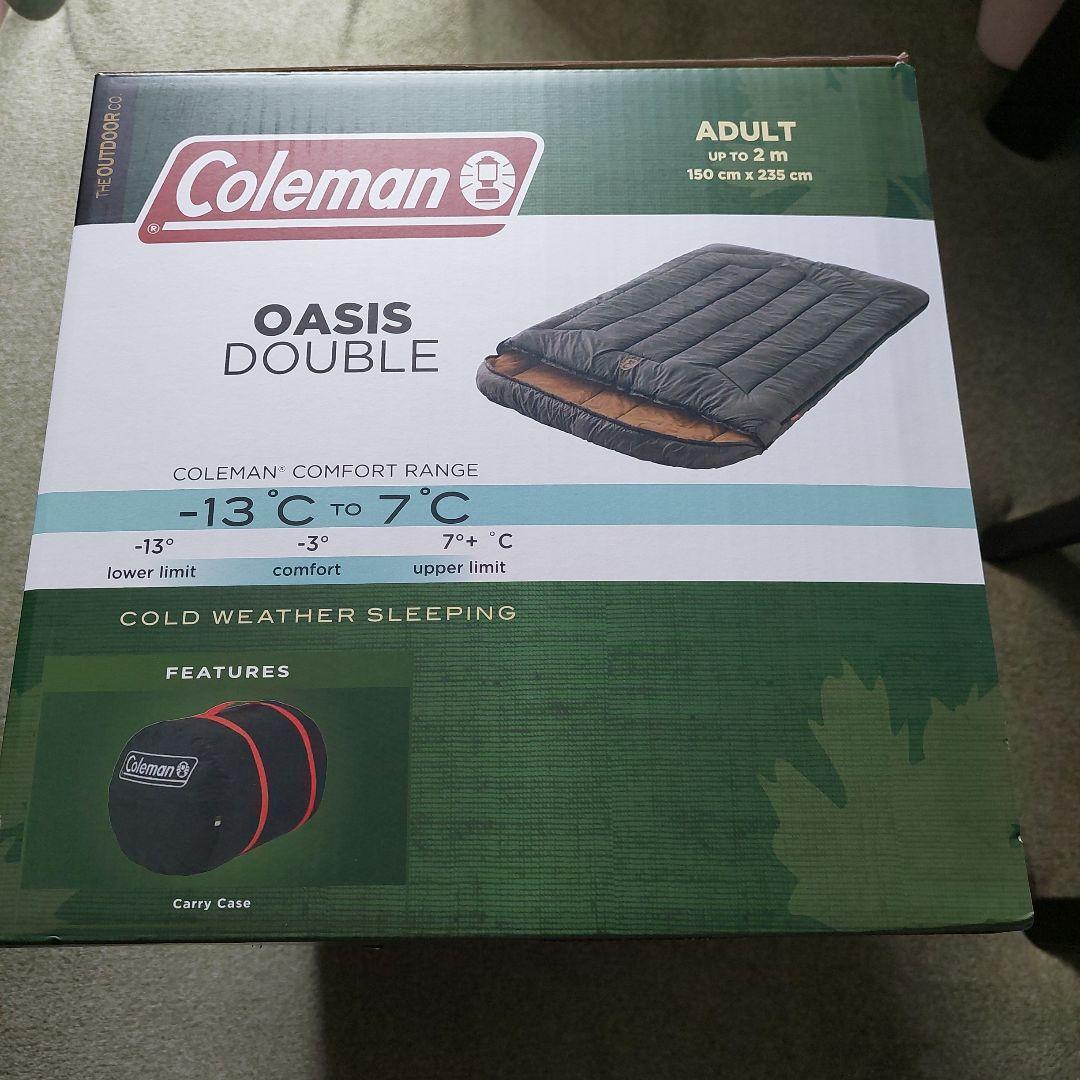 THE OUTDOOR CO.
Coleman
®
ADULT
UP TO 2 m
150 cm x 235 cm
OASIS
DOUBLE
COLEMAN® COMFORT RANGE
-13°C TO 7°C
-13° -3° 7°+ °C
lower limit comfort upper limit
COLD WEATHER SLEEPING
FEATURES
Coleman
Carry Case